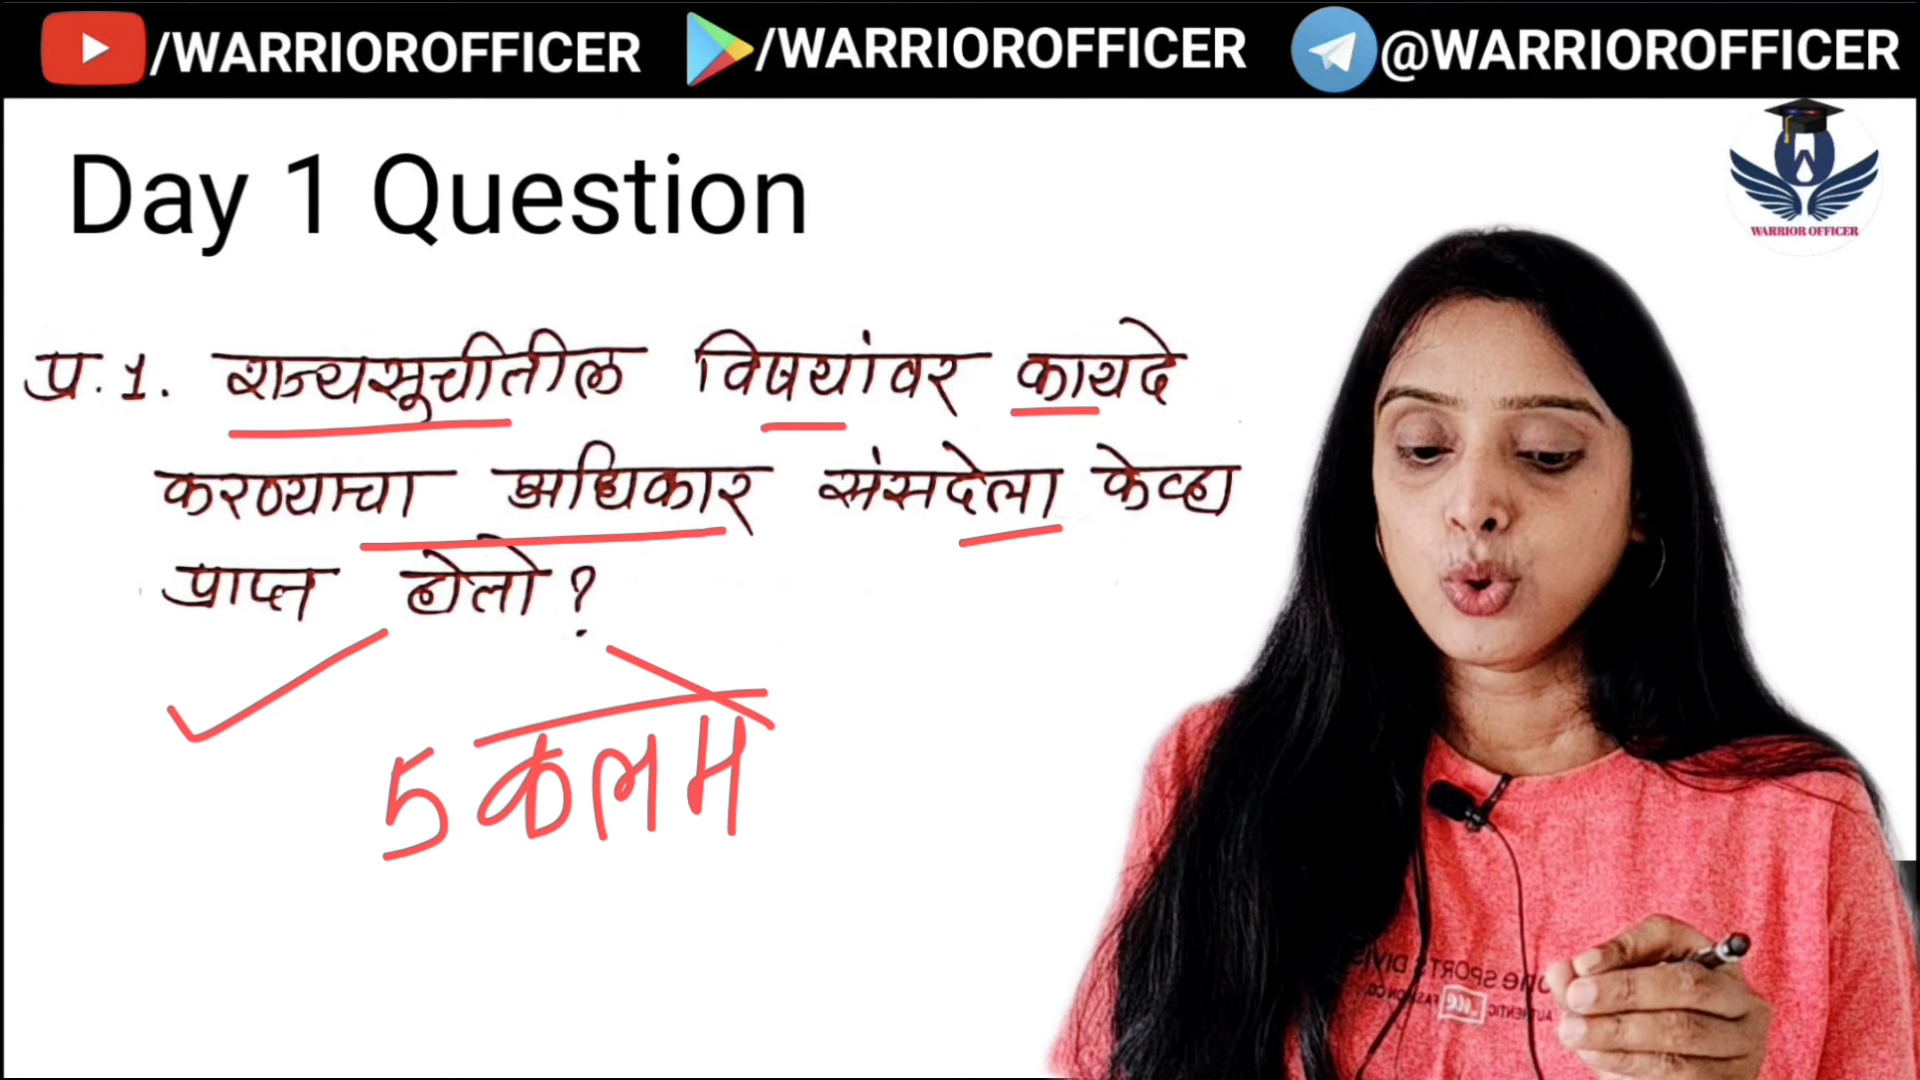 /WARRIOROFFICER /WARRIOROFFICER @WARRIOROFFICER
WARRIOR OFFICER
Day 1 Question
प्र. 1. राज्यसूचीतील विषयांवर कायदे
करण्याचा अधिकार संसदेला केव्हा
प्राप्त होतो?
5 कलम